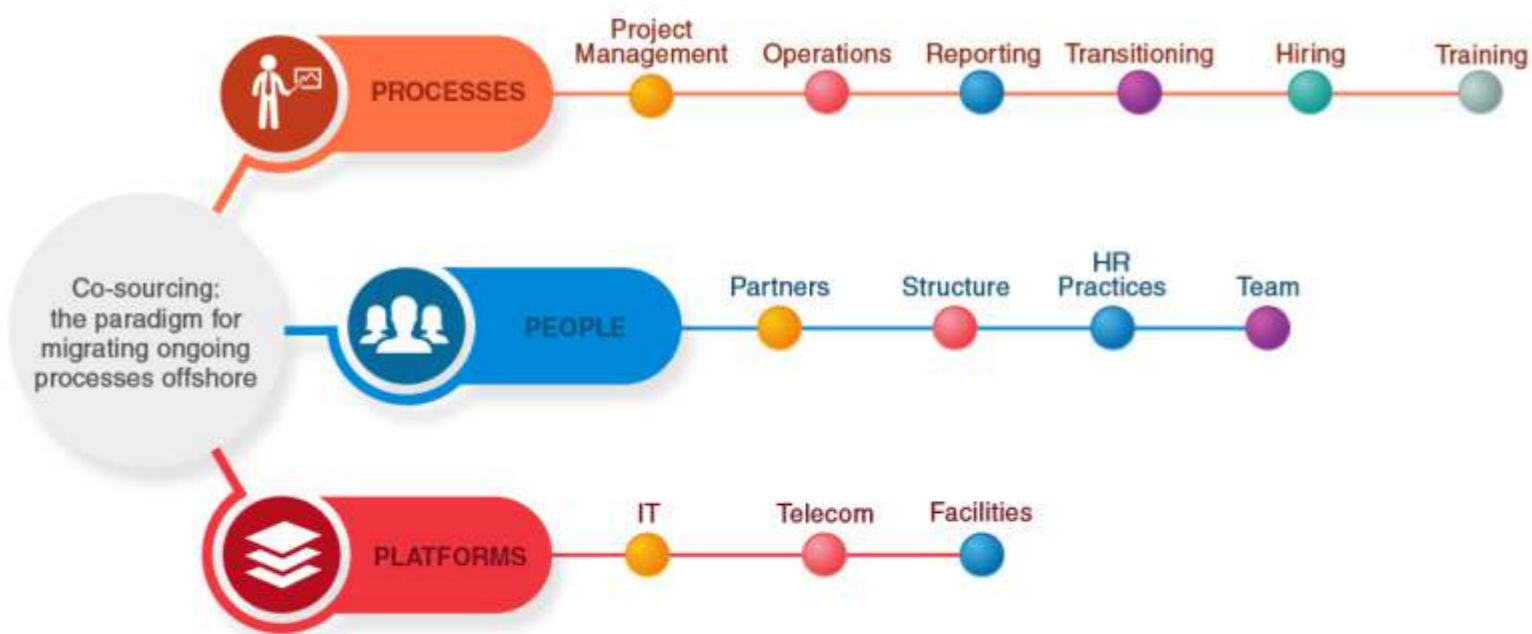 Co-sourcing:
the paradigm for
migrating ongoing
processes offshore
PROCESSES
Project
Management
Operations
Reporting
Transitioning
Hiring
Training
PEOPLE
Partners
Structure
HR
Practices
Team
PLATFORMS
IT
Telecom
Facilities